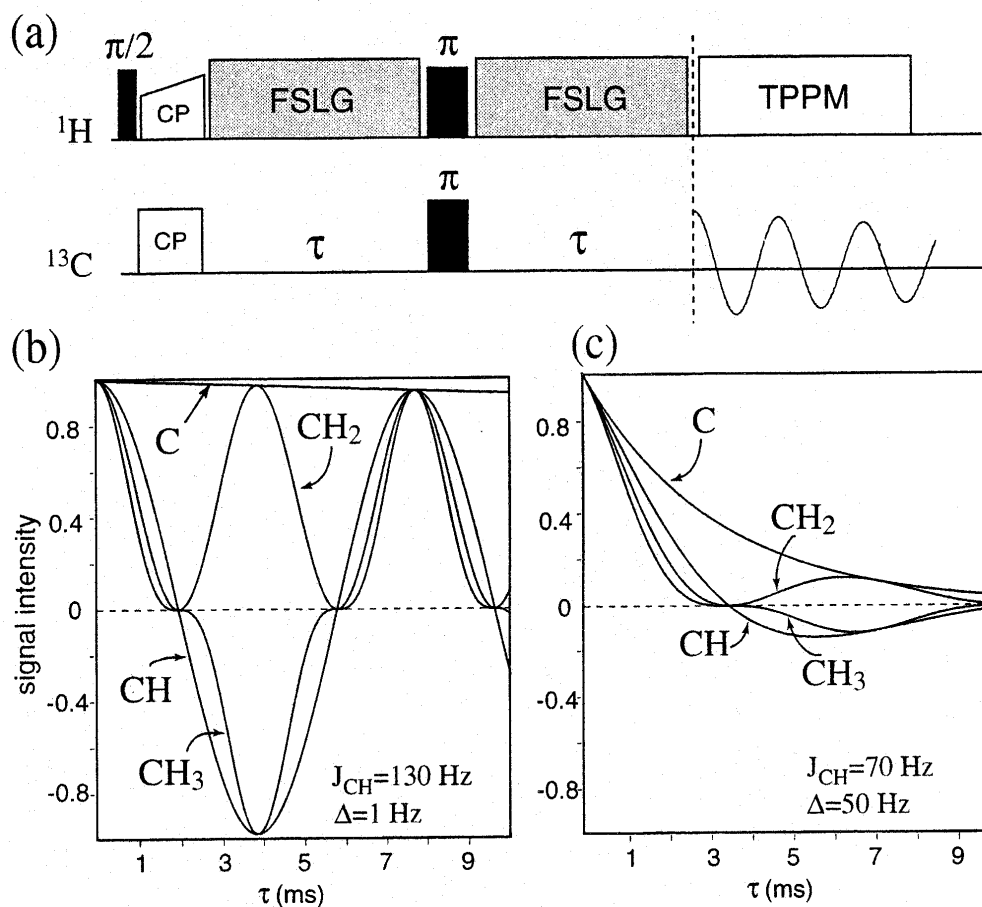 (a)
π/2
π
CP
FSLG
FSLG
TPPM
¹H
π
CP
τ
τ
¹³C
(b)
C
CH₂
CH
CH₃
J_CH=130 Hz
Δ=1 Hz
signal intensity
0.8
0.4
0
-0.4
-0.8
1 3 5 7 9
τ (ms)
(c)
C
CH₂
CH
CH₃
J_CH=70 Hz
Δ=50 Hz
0.8
0.4
0
-0.4
-0.8
1 3 5 7 9
τ (ms)